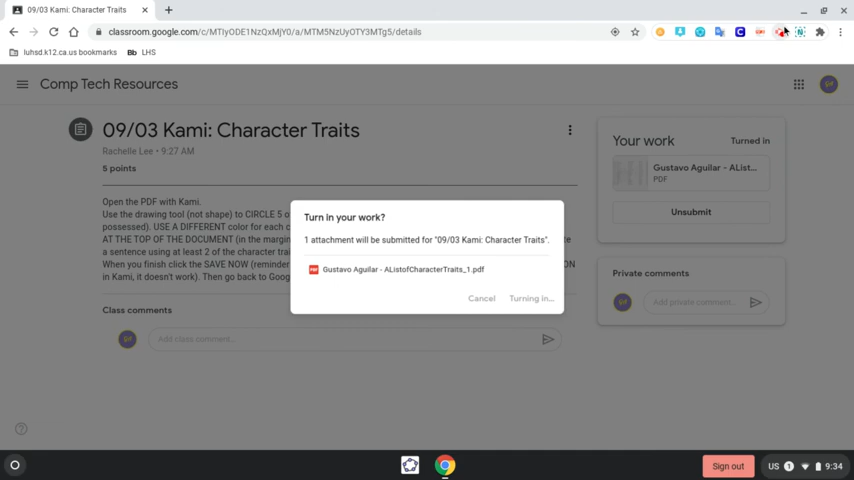 09/03 Kami: Character Traits
classroom.google.com/c/MTIyODE1NzQxMjY0/a/MTM5NzUyOTY3MTg5/details
luhsd.k12.ca.us bookmarks
Bb LHS
Comp Tech Resources
09/03 Kami: Character Traits
Rachelle Lee • 9:27 AM
5 points
Your work
Turned in
Gustavo Aguilar - AList...
PDF
Unsubmit
Open the PDF with Kami.
Use the drawing tool (not shape) to CIRCLE 5 o
possessed). USE A DIFFERENT color for each c
AT THE TOP OF THE DOCUMENT (in the margin
a sentence using at least 2 of the character trai
When you finish click the SAVE NOW (reminder
ON
in Kami, it doesn't work). Then go back to Goog
Turn in your work?
1 attachment will be submitted for "09/03 Kami: Character Traits".
PDF
Gustavo Aguilar - AListofCharacterTraits_1.pdf
Cancel
Turning in...
Private comments
Add private comment...
Class comments
Add class comment...
Sign out
US 1 9:34